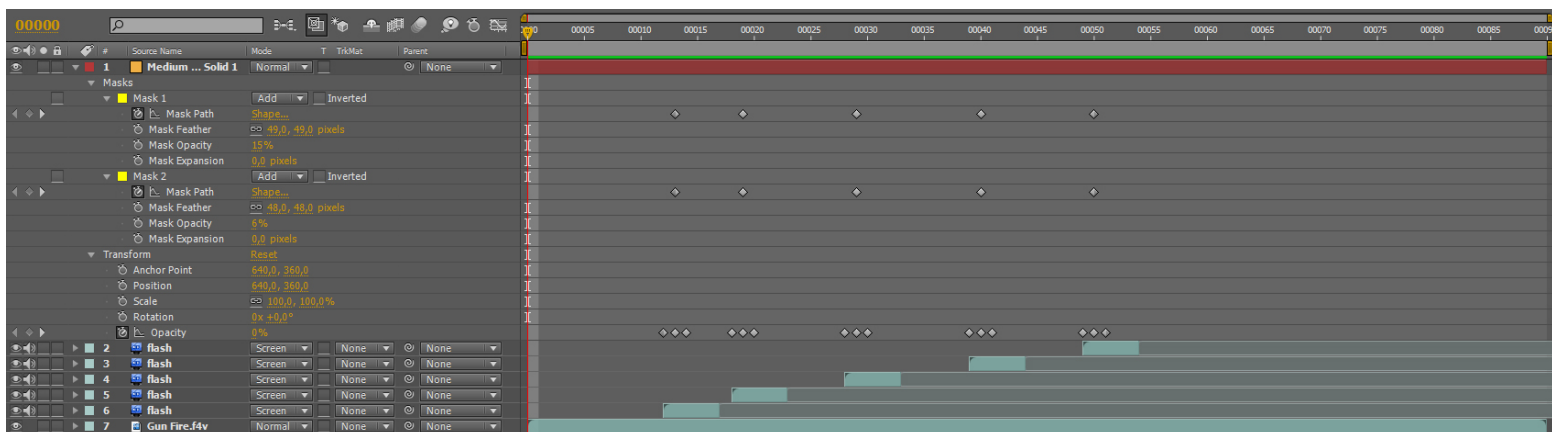 00000 00005 00010 00015 00020 00025 00030 00035 00040 00045 00050 00055 00060 00065 00070 00075 00080 00085 0009
# Source Name Mode T TrkMat Parent
1 Medium ... Solid 1 Normal None
Masks
Mask 1 Add Inverted
Mask Path Shape...
Mask Feather 49,0, 49,0 pixels
Mask Opacity 15%
Mask Expansion 0,0 pixels
Mask 2 Add Inverted
Mask Path Shape...
Mask Feather 48,0, 48,0 pixels
Mask Opacity 6%
Mask Expansion 0,0 pixels
Transform Reset
Anchor Point 640,0, 360,0
Position 640,0, 360,0
Scale 100,0, 100,0%
Rotation 0x +0,0°
Opacity 0%
2 flash Screen None None
3 flash Screen None None
4 flash Screen None None
5 flash Screen None None
6 flash Screen None None
7 Gun Fire.f4v Normal None None